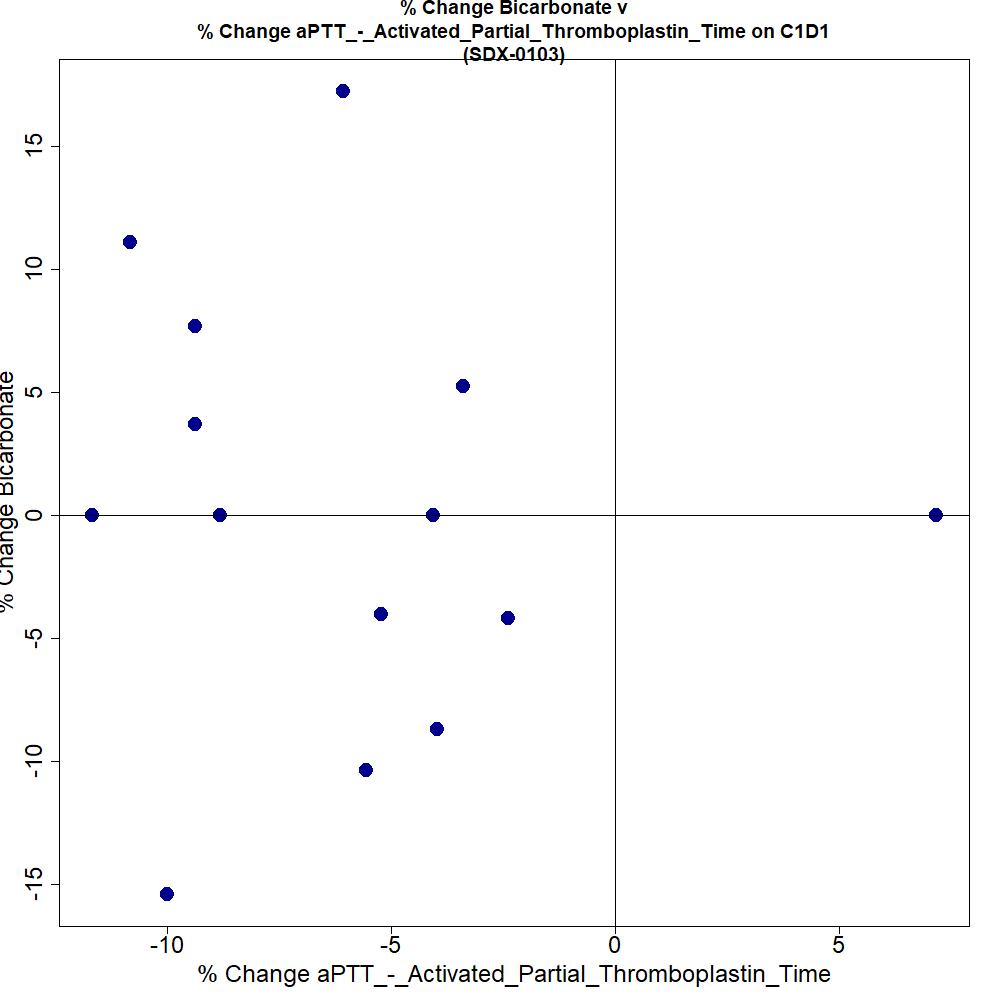 % Change Bicarbonate v
% Change aPTT_-_Activated_Partial_Thromboplastin_Time on C1D1
(SDX-0103)
15
10
5
0
-5
-10
-15
% Change Bicarbonate
-10
-5
0
5
% Change aPTT_-_Activated_Partial_Thromboplastin_Time